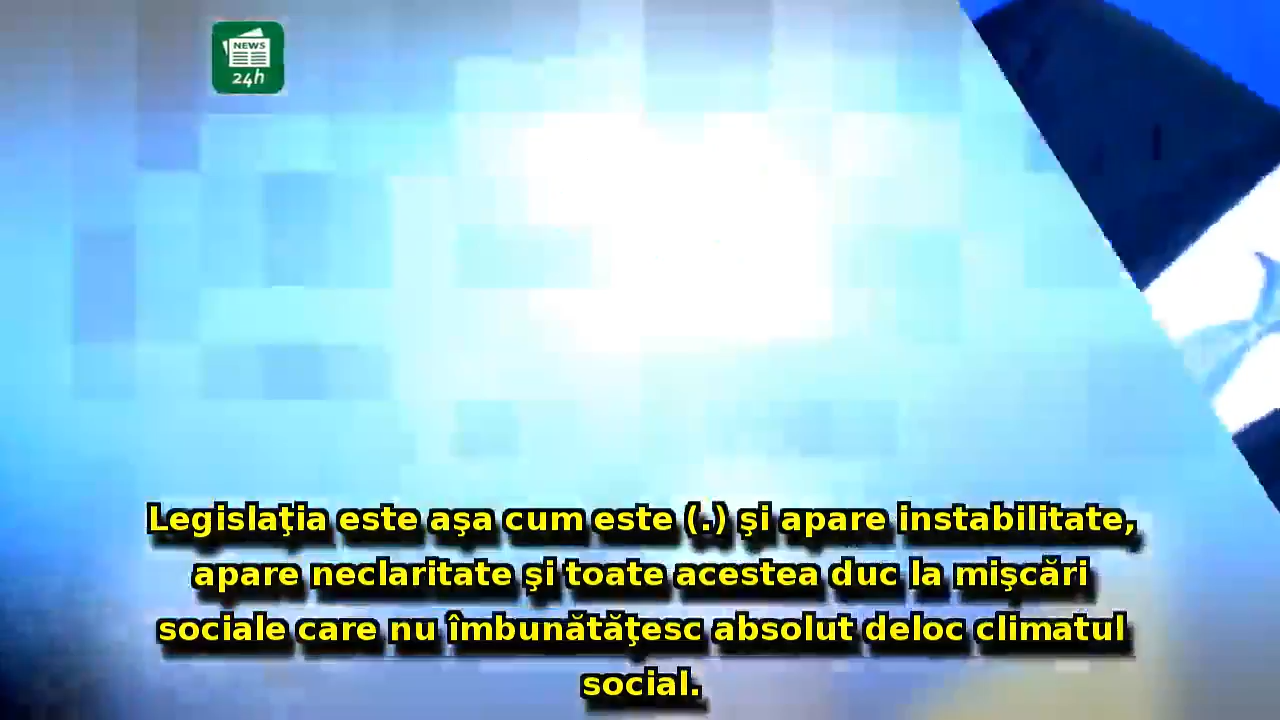 NEWS
24h
Legislaţia este aşa cum este (.) şi apare instabilitate,
apare neclaritate şi toate acestea duc la mişcări
sociale care nu îmbunătăţesc absolut deloc climatul
social.